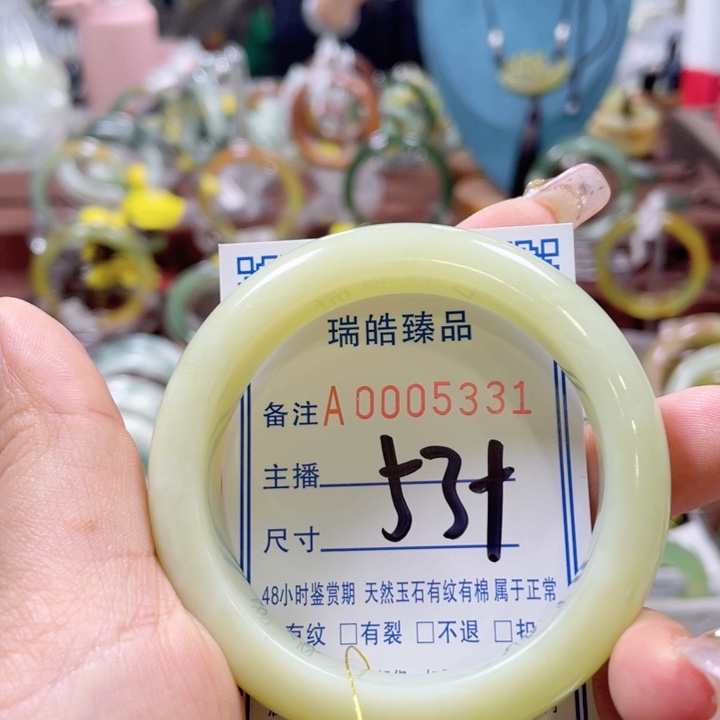 瑞皓臻品
备注A0005331
主播
尺寸
48小时鉴赏期 天然玉石有纹有棉 属于正常
有纹 □有裂 □不退 □